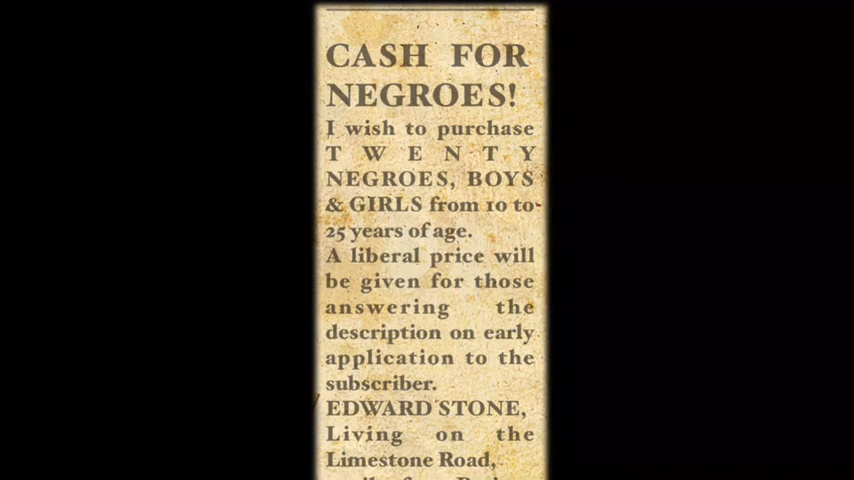 CASH FOR
NEGROES!
I wish to purchase
TWENTY
NEGROES, BOYS
& GIRLS from 10 to
25 years of age.
A liberal price will
be given for those
answering the
description on early
application to the
subscriber.
EDWARD STONE,
Living on the
Limestone Road,